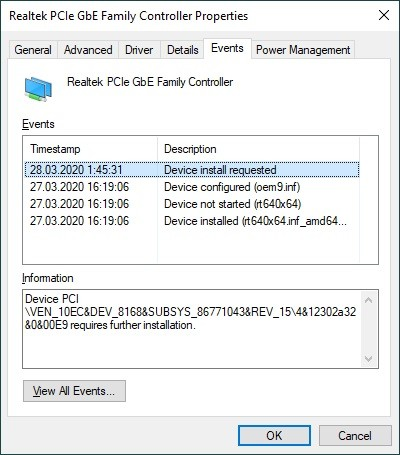 Realtek PCIe GbE Family Controller Properties
General Advanced Driver Details Events Power Management
Realtek PCIe GbE Family Controller
Events
Timestamp Description
28.03.2020 1:45:31 Device install requested
27.03.2020 16:19:06 Device configured (oem9.inf)
27.03.2020 16:19:06 Device not started (rt640x64)
27.03.2020 16:19:06 Device installed (rt640x64.inf_amd64...
Information
Device PCI
\VEN_10EC&DEV_8168&SUBSYS_86771043&REV_15\4&12302a32
&0&00E9 requires further installation.
View All Events...
OK Cancel